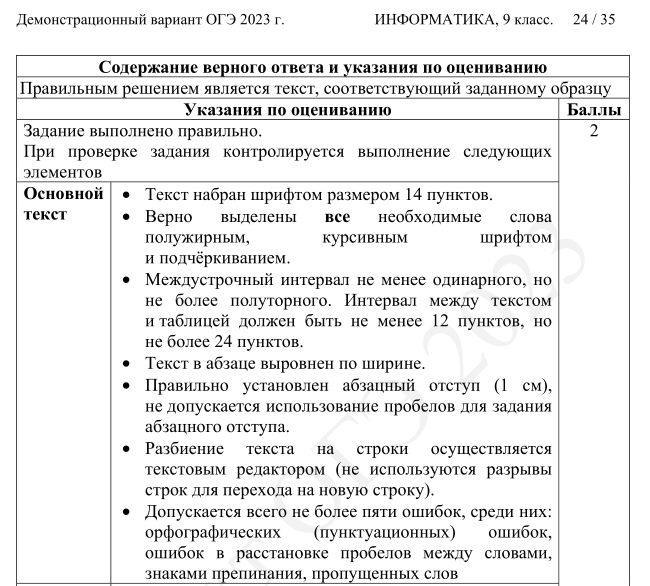 Демонстрационный вариант ОГЭ 2023 г. ИНФОРМАТИКА, 9 класс. 24 / 35
Содержание верного ответа и указания по оцениванию
Правильным решением является текст, соответствующий заданному образцу
Указания по оцениванию Баллы
Задание выполнено правильно. 2
При проверке задания контролируется выполнение следующих
элементов
Основной • Текст набран шрифтом размером 14 пунктов.
текст • Верно выделены все необходимые слова
полужирным, курсивным шрифтом
и подчёркиванием.
• Междустрочный интервал не менее одинарного, но
не более полуторного. Интервал между текстом
и таблицей должен быть не менее 12 пунктов, но
не более 24 пунктов.
• Текст в абзаце выровнен по ширине.
• Правильно установлен абзацный отступ (1 см),
не допускается использование пробелов для задания
абзацного отступа.
• Разбиение текста на строки осуществляется
текстовым редактором (не используются разрывы
строк для перехода на новую строку).
• Допускается всего не более пяти ошибок, среди них:
орфографических (пунктуационных) ошибок,
ошибок в расстановке пробелов между словами,
знаками препинания, пропущенных слов
ОГЭ 2023